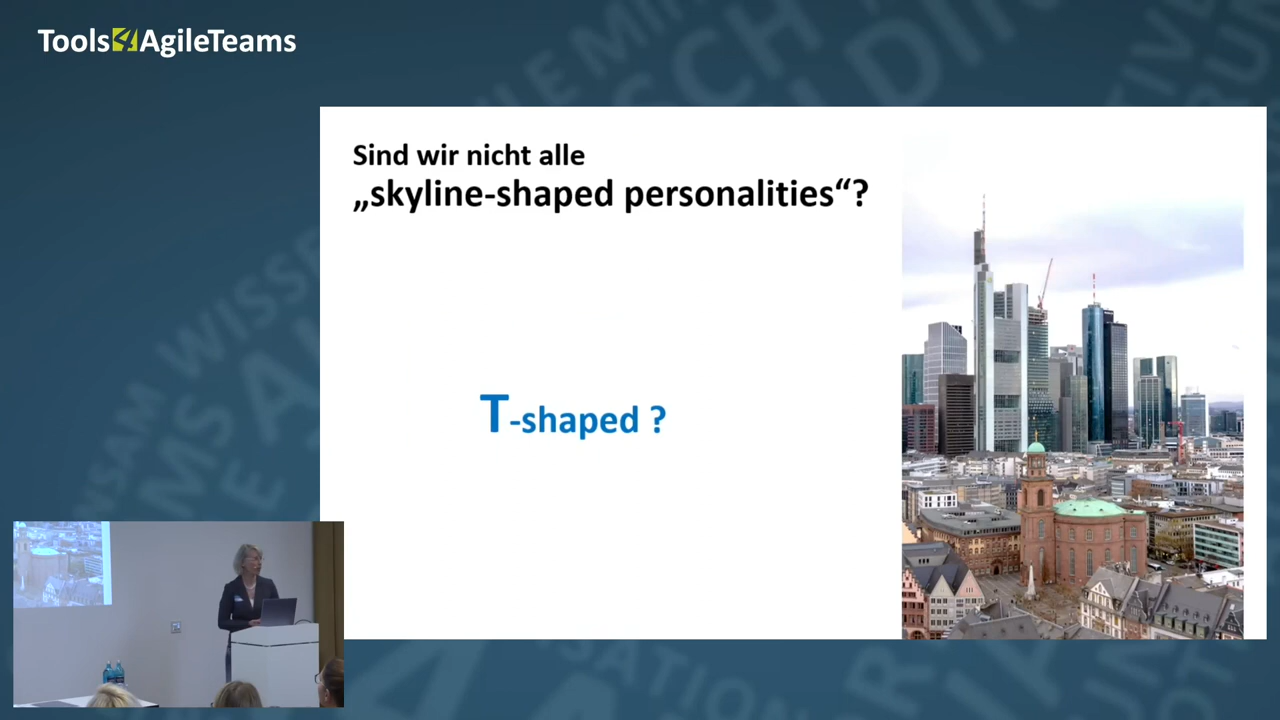 Tools4AgileTeams
Sind wir nicht alle
„skyline-shaped personalities“?
T-shaped ?